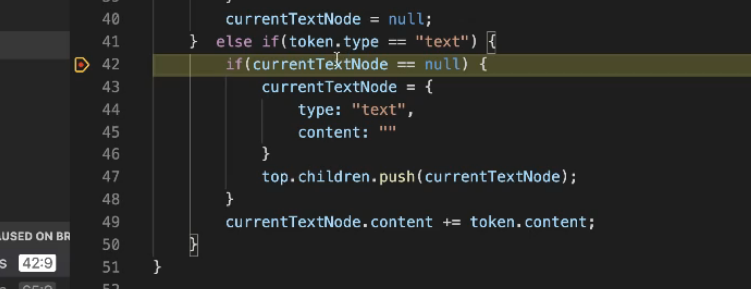 40 currentTextNode = null;
41 } else if(token.type == "text") {
42 if(currentTextNode == null) {
43 currentTextNode = {
44 type: "text",
45 content: ""
46 }
47 top.children.push(currentTextNode);
48 }
49 currentTextNode.content += token.content;
AUSED ON BR
50 }
S 42:9
51 }